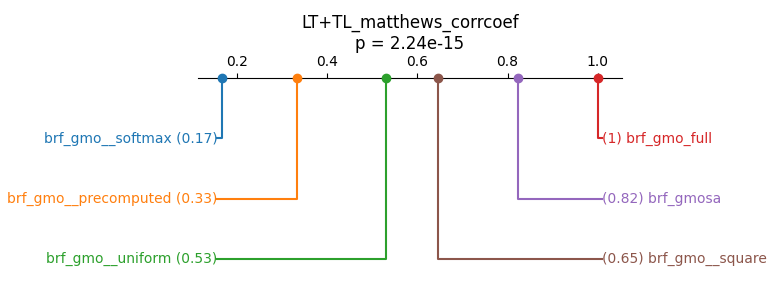 LT+TL_matthews_corrcoef
p = 2.24e-15
0.2 0.4 0.6 0.8 1.0
brf_gmo__softmax (0.17) (1) brf_gmo_full
brf_gmo__precomputed (0.33) (0.82) brf_gmosa
brf_gmo__uniform (0.53) (0.65) brf_gmo__square